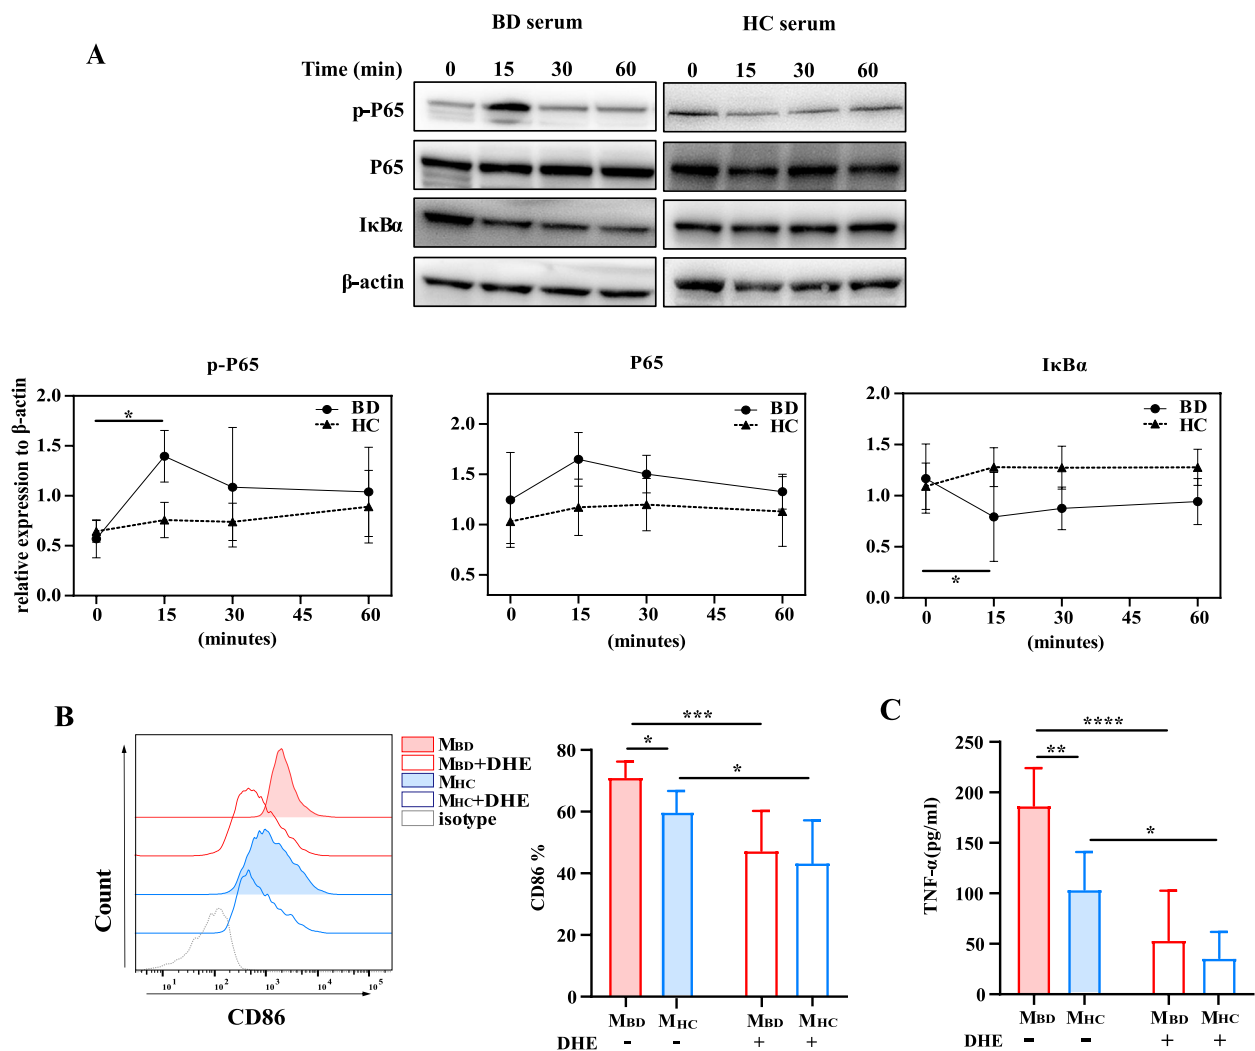 BD serum HC serum
A
Time (min) 0 15 30 60 0 15 30 60
p-P65
P65
IκBα
β-actin
p-P65 P65 IκBα
relative expression to β-actin
2.0
1.5
1.0
0.5
0.0
*
BD
HC
0 15 30 45 60
(minutes)
2.0
1.5
1.0
0.5
BD
HC
0 15 30 45 60
(minutes)
2.0
1.5
1.0
0.5
0.0
BD
HC
*
0 15 30 45 60
(minutes)
B
Count
10¹ 10² 10³ 10⁴ 10⁵
CD86
MBD
MBD+DHE
MHC
MHC+DHE
isotype
CD86 %
80
60
40
20
0
***
*
*
MBD MHC MBD MHC
DHE - - + +
C
TNF-α(pg/ml)
250
200
150
100
50
0
****
**
*
MBD MHC MBD MHC
DHE - - + +